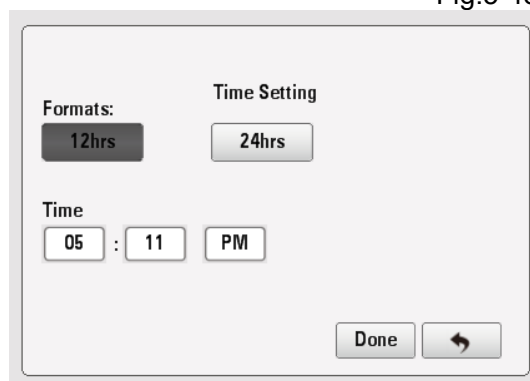 Time Setting
Formats:
12hrs 24hrs
Time
05 : 11 PM
Done